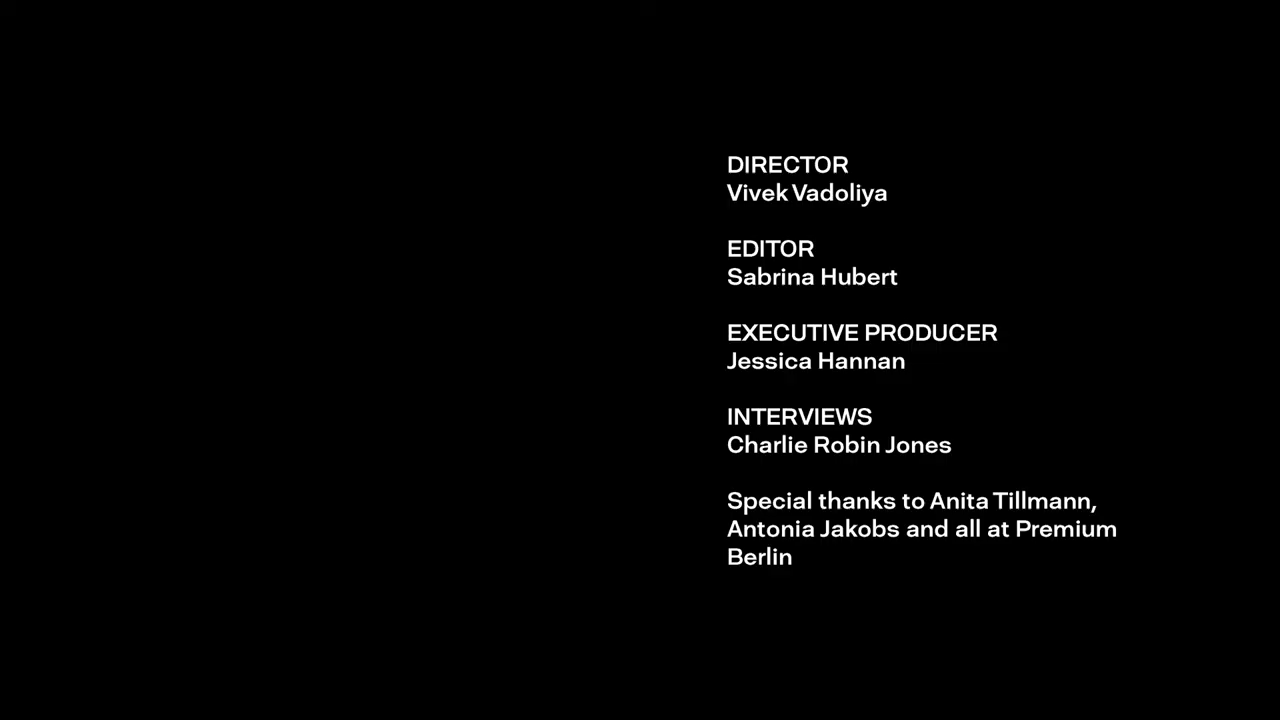 DIRECTOR
Vivek Vadoliya
EDITOR
Sabrina Hubert
EXECUTIVE PRODUCER
Jessica Hannan
INTERVIEWS
Charlie Robin Jones
Special thanks to Anita Tillmann,
Antonia Jakobs and all at Premium
Berlin